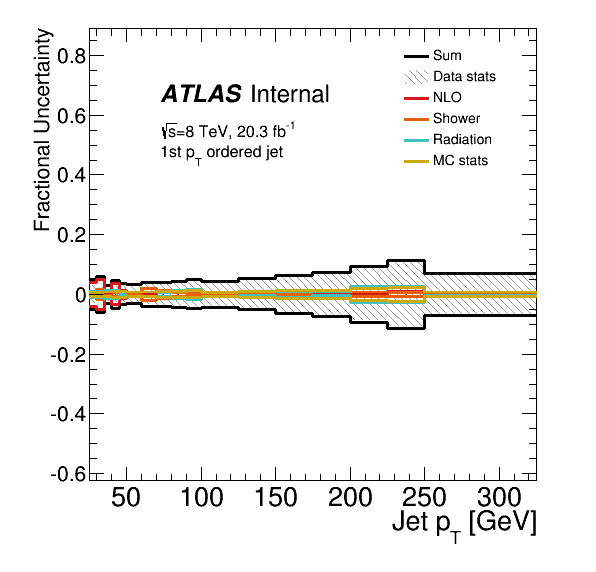 Fractional Uncertainty
0.8
0.6
0.4
0.2
0
-0.2
-0.4
-0.6
ATLAS Internal
√s=8 TeV, 20.3 fb⁻¹
1st p_T ordered jet
Sum
Data stats
NLO
Shower
Radiation
MC stats
50 100 150 200 250 300
Jet p_T [GeV]